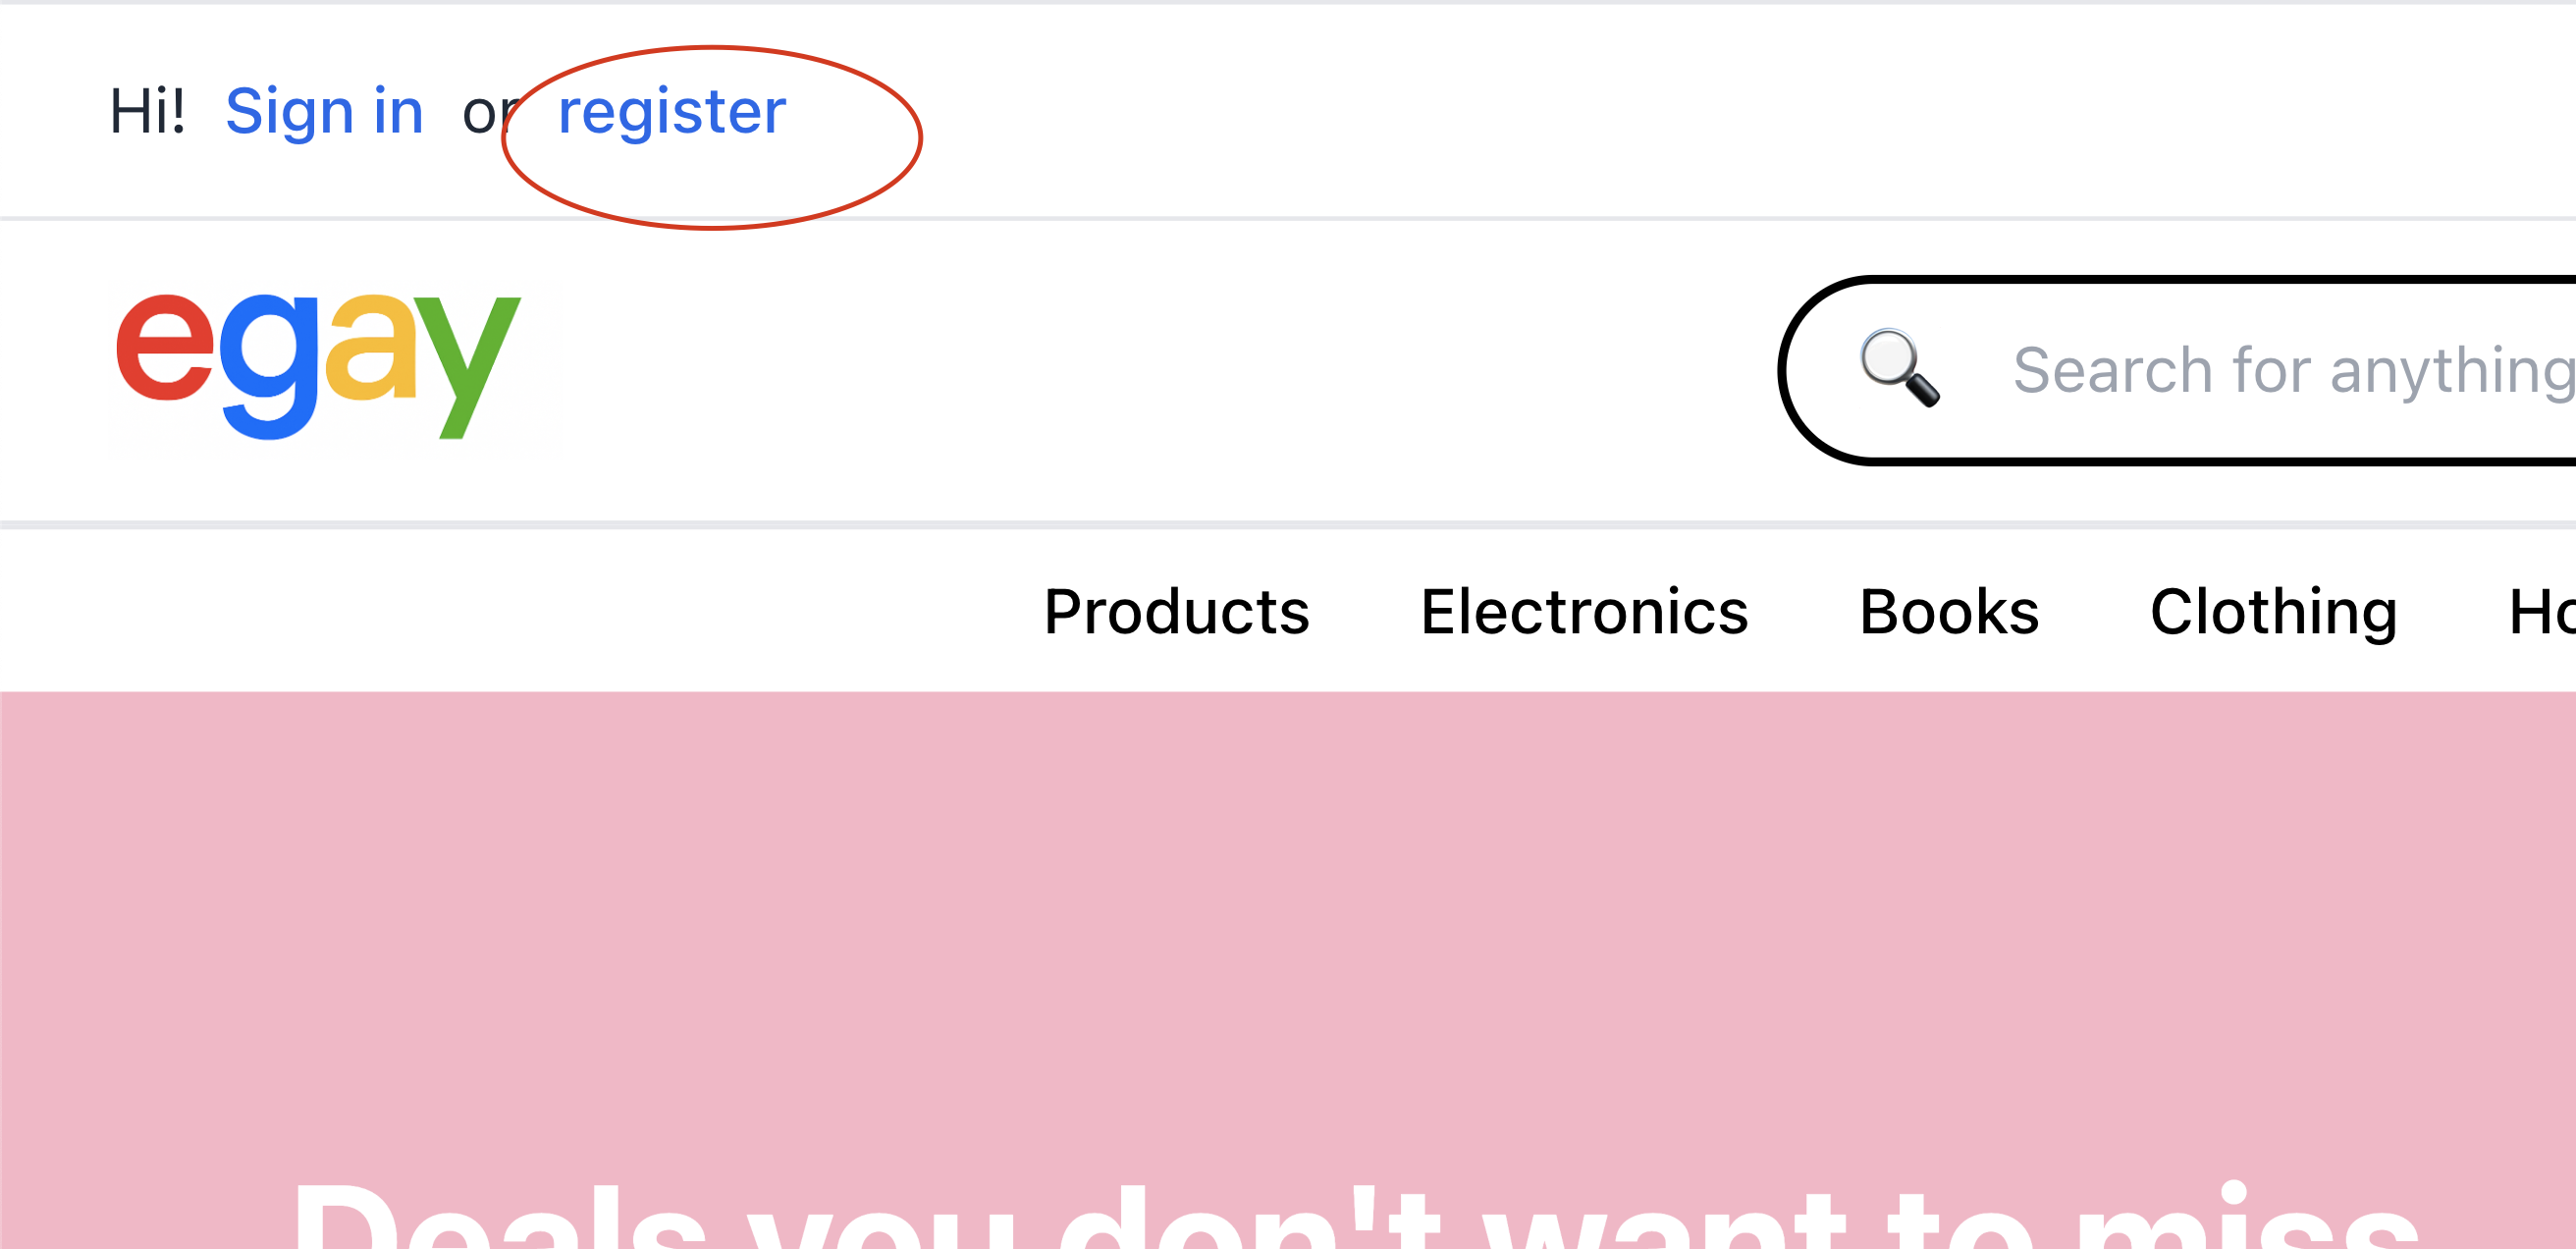 Hi! Sign in or register
egay
Search for anything
Products Electronics Books Clothing
Deals you don't want to miss